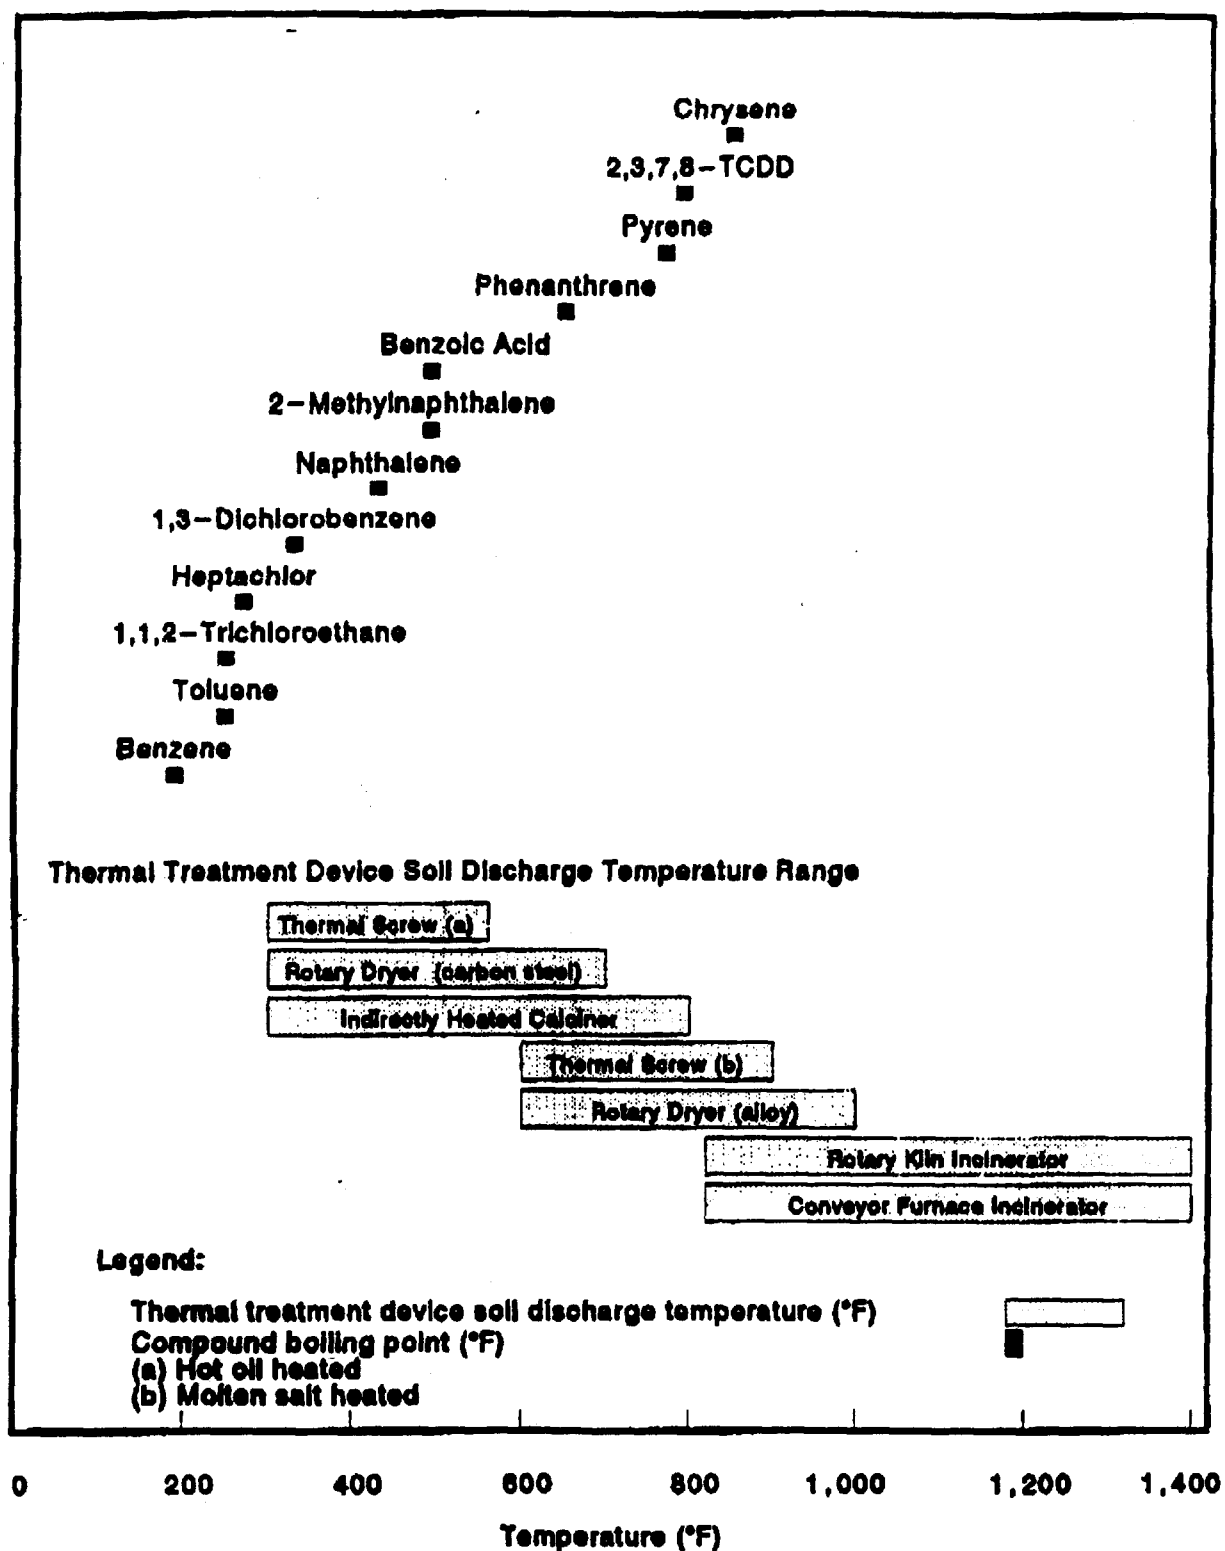 Chrysene
2,3,7,8-TCDD
Pyrene
Phenanthrene
Benzoic Acid
2-Methylnaphthalene
Naphthalene
1,3-Dichlorobenzene
Heptachlor
1,1,2-Trichloroethane
Toluene
Benzene
Thermal Treatment Device Soil Discharge Temperature Range
Thermal Screw (a)
Rotary Dryer (carbon steel)
Indirectly Heated Calciner
Thermal Screw (b)
Rotary Dryer (alloy)
Rotary Kiln Incinerator
Conveyor Furnace Incinerator
Legend:
Thermal treatment device soil discharge temperature (°F)
Compound boiling point (°F)
(a) Hot oil heated
(b) Molten salt heated
0 200 400 600 800 1,000 1,200 1,400
Temperature (°F)